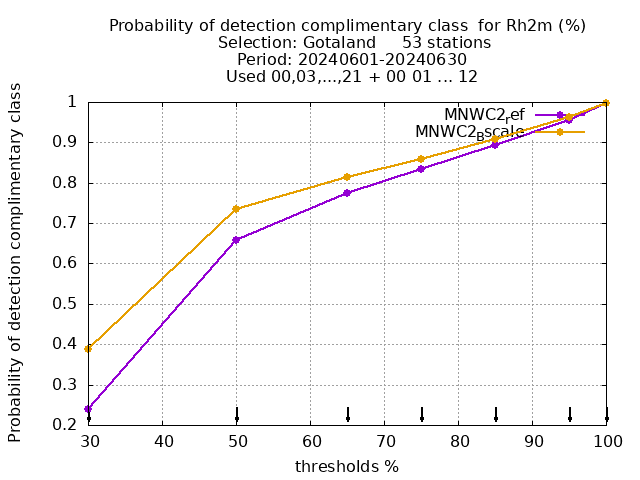 Probability of detection complimentary class  for Rh2m (%)
Selection: Gotaland     53 stations
Period: 20240601-20240630
Used 00,03,...,21 + 00 01 ... 12
Probability of detection complimentary class
MNWC2ref
MNWC2Bscale
1
0.9
0.8
0.7
0.6
0.5
0.4
0.3
0.2
30 40 50 60 70 80 90 100
thresholds %